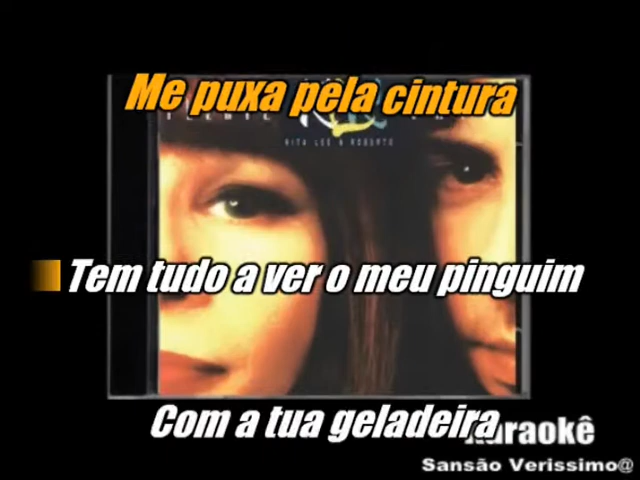 Me puxa pela cintura
RITA LEE & ROBERTO
Tem tudo a ver o meu pinguim
Com a tua geladeira
Karaokê
Sansão Verissimo@